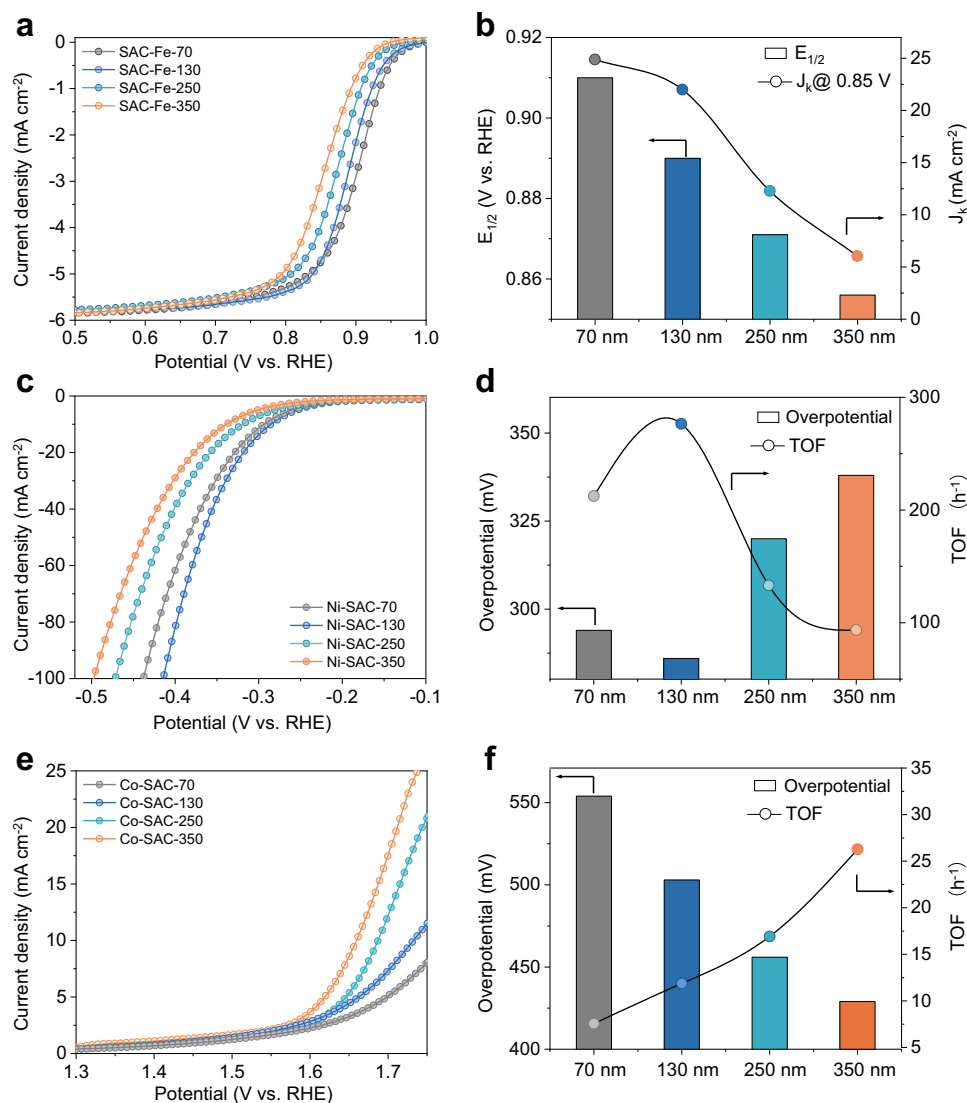 a
SAC-Fe-70
SAC-Fe-130
SAC-Fe-250
SAC-Fe-350
0
-1
-2
-3
-4
-5
-6
Current density (mA cm-2)
0.5 0.6 0.7 0.8 0.9 1.0
Potential (V vs. RHE)
b
E1/2
Jk@ 0.85 V
0.92
0.90
0.88
0.86
E1/2 (V vs. RHE)
30
25
20
15
10
5
0
Jk (mA cm-2)
70 nm 130 nm 250 nm 350 nm
c
0
-20
-40
-60
-80
-100
Current density (mA cm-2)
Ni-SAC-70
Ni-SAC-130
Ni-SAC-250
Ni-SAC-350
-0.5 -0.4 -0.3 -0.2 -0.1
Potential (V vs. RHE)
d
Overpotential
TOF
350
325
300
Overpotential (mV)
300
200
100
TOF (h-1)
70 nm 130 nm 250 nm 350 nm
e
Co-SAC-70
Co-SAC-130
Co-SAC-250
Co-SAC-350
25
20
15
10
5
0
Current density (mA cm-2)
1.3 1.4 1.5 1.6 1.7
Potential (V vs. RHE)
f
Overpotential
TOF
550
500
450
400
Overpotential (mV)
35
30
25
20
15
10
5
TOF (h-1)
70 nm 130 nm 250 nm 350 nm